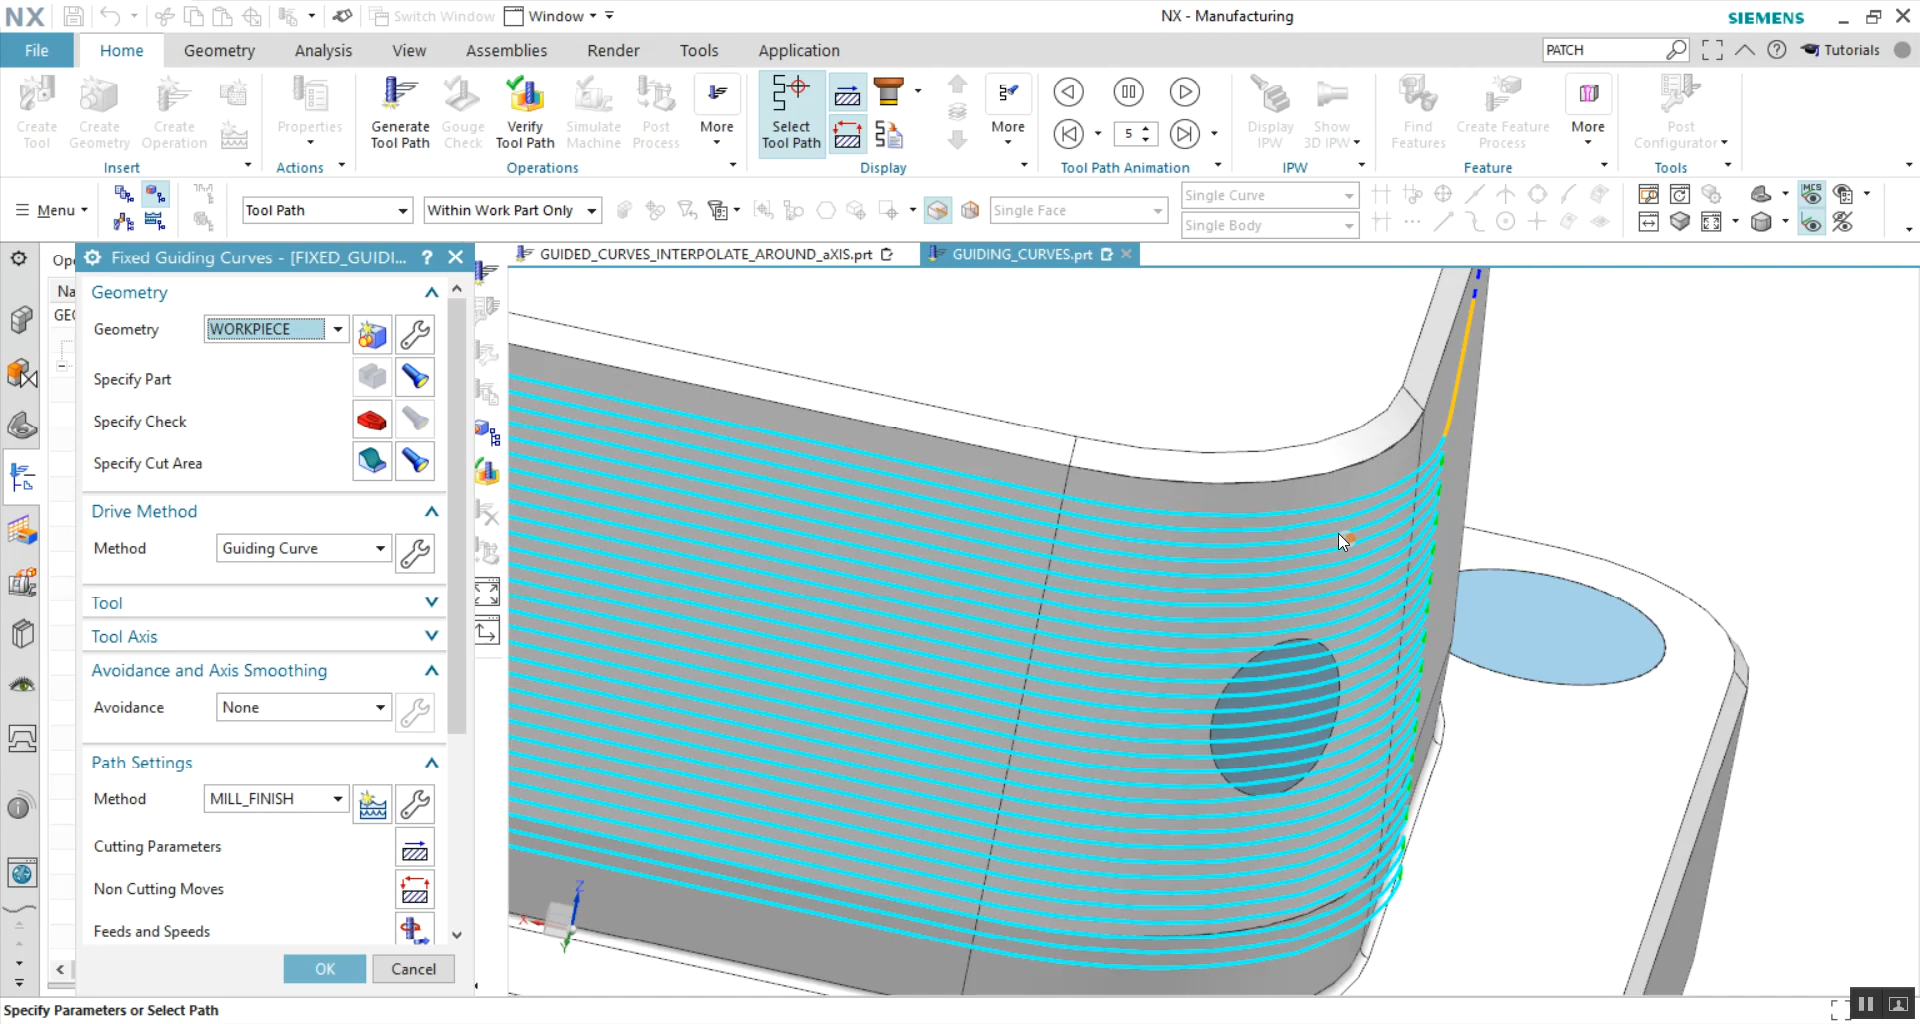 NX
Switch Window
Window
NX - Manufacturing
SIEMENS
File
Home
Geometry
Analysis
View
Assemblies
Render
Tools
Application
PATCH
Tutorials
Create Tool
Create Geometry
Create Operation
Properties
Generate Tool Path
Gouge Check
Verify Tool Path
Simulate Machine
Post Process
More
Select Tool Path
More
5
Display IPW
Show 3D IPW
Find Features
Create Feature Process
More
Post Configurator
Insert
Actions
Operations
Display
Tool Path Animation
IPW
Feature
Tools
Menu
Tool Path
Within Work Part Only
Single Face
Single Curve
Single Body
MCS
Ope
Fixed Guiding Curves - [FIXED_GUIDI...
?
GUIDED_CURVES_INTERPOLATE_AROUND_aXIS.prt
GUIDING_CURVES.prt
Na
GEO
Geometry
Geometry
WORKPIECE
Specify Part
Specify Check
Specify Cut Area
Drive Method
Method
Guiding Curve
Tool
Tool Axis
Avoidance and Axis Smoothing
Avoidance
None
Path Settings
Method
MILL_FINISH
Cutting Parameters
Non Cutting Moves
Feeds and Speeds
OK
Cancel
Z
X
Y
Specify Parameters or Select Path